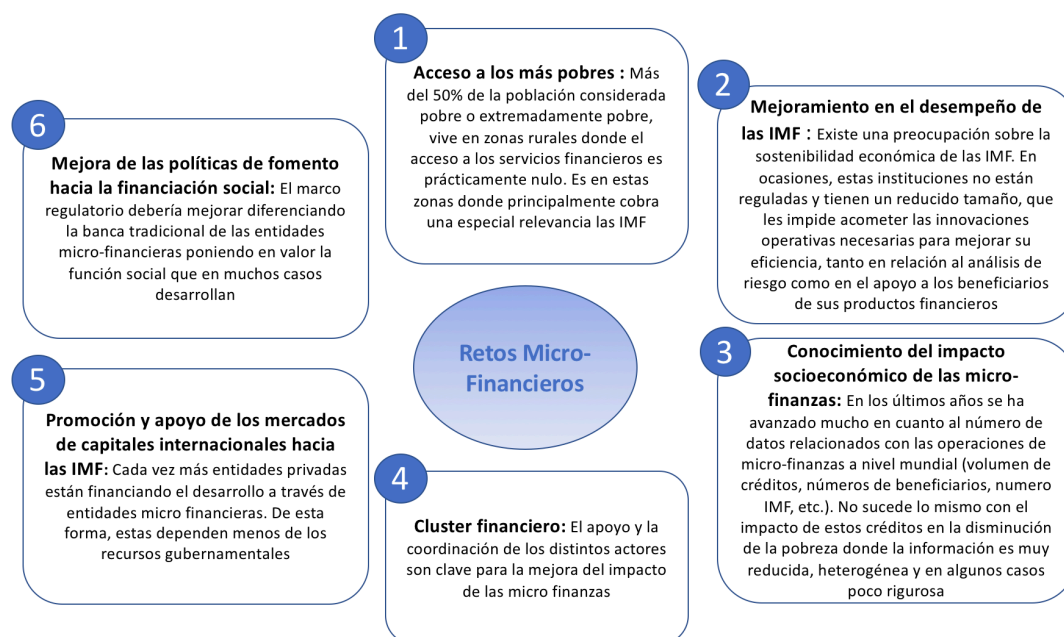 1
Acceso a los más pobres : Más
del 50% de la población considerada
pobre o extremadamente pobre,
vive en zonas rurales donde el
acceso a los servicios financieros es
prácticamente nulo. Es en estas
zonas donde principalmente cobra
una especial relevancia las IMF
2
Mejoramiento en el desempeño de
las IMF : Existe una preocupación sobre la
sostenibilidad económica de las IMF. En
ocasiones, estas instituciones no están
reguladas y tienen un reducido tamaño, que
les impide acometer las innovaciones
operativas necesarias para mejorar su
eficiencia, tanto en relación al análisis de
riesgo como en el apoyo a los beneficiarios
de sus productos financieros
3
Conocimiento del impacto
socioeconómico de las micro-
finanzas: En los últimos años se ha
avanzado mucho en cuanto al número de
datos relacionados con las operaciones de
micro-finanzas a nivel mundial (volumen de
créditos, números de beneficiarios, numero
IMF, etc.). No sucede lo mismo con el
impacto de estos créditos en la disminución
de la pobreza donde la información es muy
reducida, heterogénea y en algunos casos
poco rigurosa
4
Cluster financiero: El apoyo y la
coordinación de los distintos actores
son clave para la mejora del impacto
de las micro finanzas
5
Promoción y apoyo de los mercados
de capitales internacionales hacia
las IMF: Cada vez más entidades privadas
están financiando el desarrollo a través de
entidades micro financieras. De esta
forma, estas dependen menos de los
recursos gubernamentales
6
Mejora de las políticas de fomento
hacia la financiación social: El marco
regulatorio debería mejorar diferenciando
la banca tradicional de las entidades
micro-financieras poniendo en valor la
función social que en muchos casos
desarrollan
Retos Micro-
Financieros